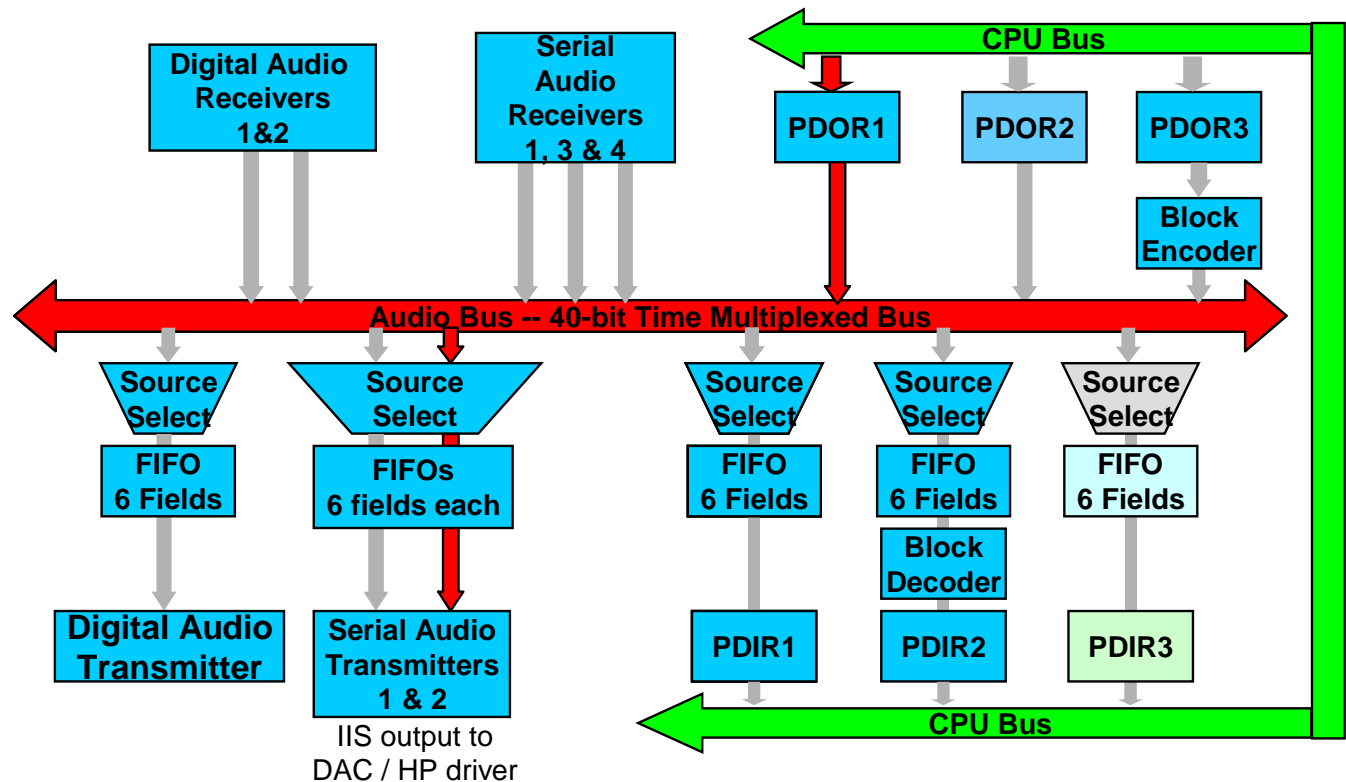 CPU Bus
Digital Audio
Receivers
1&2
Serial
Audio
Receivers
1, 3 & 4
PDOR1
PDOR2
PDOR3
Block
Encoder
Audio Bus -- 40-bit Time Multiplexed Bus
Source
Select
Source
Select
Source
Select
Source
Select
Source
Select
FIFO
6 Fields
FIFOs
6 fields each
FIFO
6 Fields
FIFO
6 Fields
FIFO
6 Fields
Block
Decoder
Digital Audio
Transmitter
Serial Audio
Transmitters
1 & 2
PDIR1
PDIR2
PDIR3
CPU Bus
IIS output to
DAC / HP driver